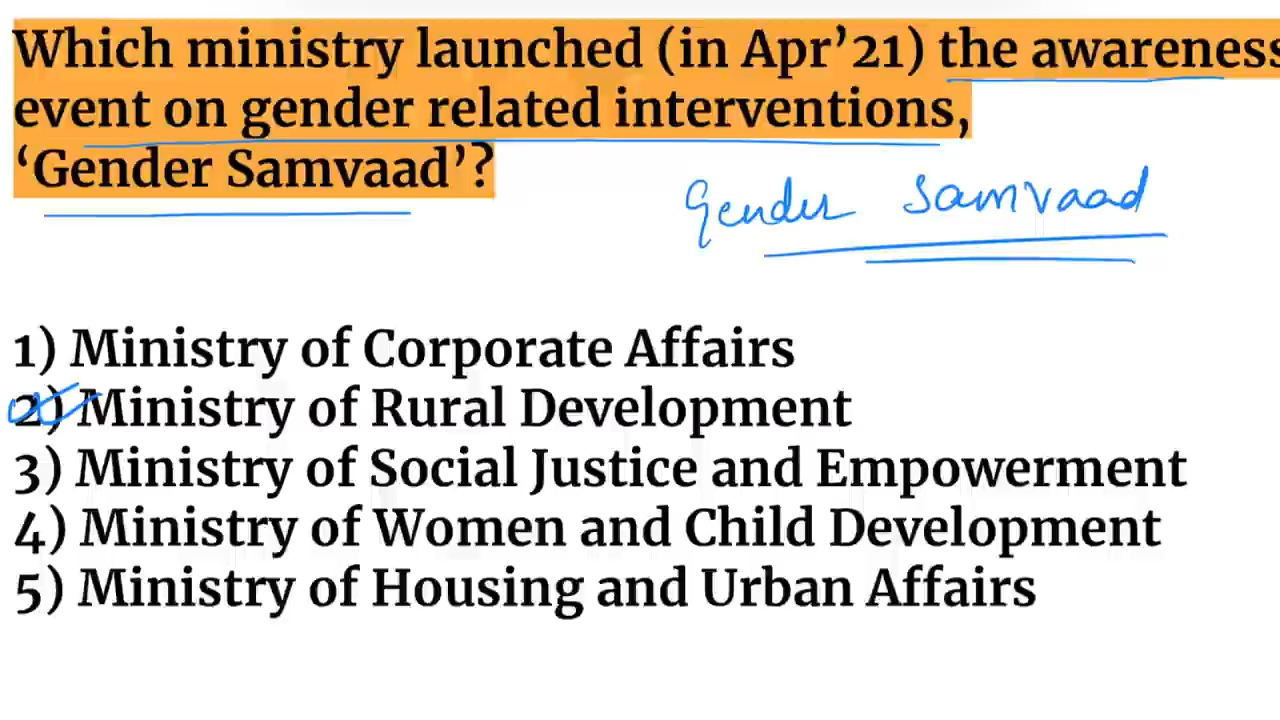 Which ministry launched (in Apr’21) the awareness
event on gender related interventions,
‘Gender Samvaad’?
Gender Samvaad
1) Ministry of Corporate Affairs
2) Ministry of Rural Development
3) Ministry of Social Justice and Empowerment
4) Ministry of Women and Child Development
5) Ministry of Housing and Urban Affairs